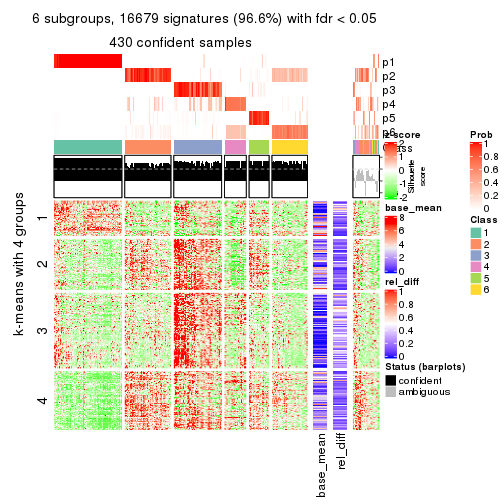 6 subgroups, 16679 signatures (96.6%) with fdr < 0.05
430 confident samples
p1
p2
p3
p4
p5
p6
z-score
2
1
0
-1
-2
Class
Silhouette
score
Prob
1
0.8
0.6
0.4
0.2
0
base_mean
8
6
4
2
0
Class
1
2
3
4
5
6
rel_diff
1
0.8
0.6
0.4
0.2
0
Status (barplots)
confident
ambiguous
k-means with 4 groups
1
2
3
4
base_mean
rel_diff